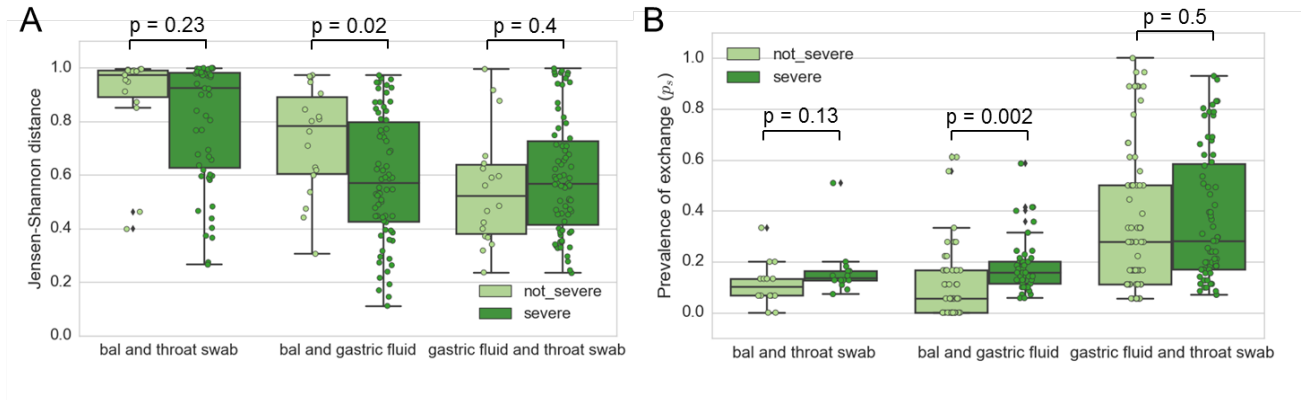 A
p = 0.23
p = 0.02
p = 0.4
Jensen-Shannon distance
1.0
0.8
0.6
0.4
0.2
0.0
not_severe
severe
bal and throat swab
bal and gastric fluid
gastric fluid and throat swab
B
p = 0.5
not_severe
severe
p = 0.13
p = 0.002
Prevalence of exchange (pₛ)
1.0
0.8
0.6
0.4
0.2
0.0
bal and throat swab
bal and gastric fluid
gastric fluid and throat swab